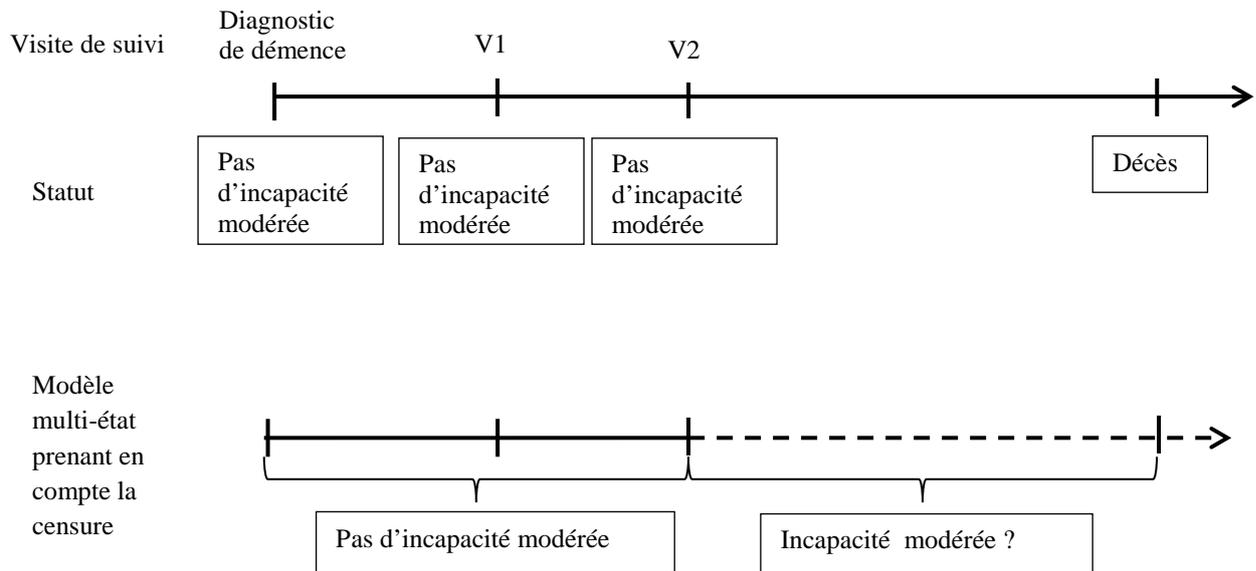 Visite de suivi
Diagnostic
de démence
V1
V2
Statut
Pas
d’incapacité
modérée
Pas
d’incapacité
modérée
Pas
d’incapacité
modérée
Décès
Modèle
multi-état
prenant en
compte la
censure
Pas d’incapacité modérée
Incapacité modérée ?